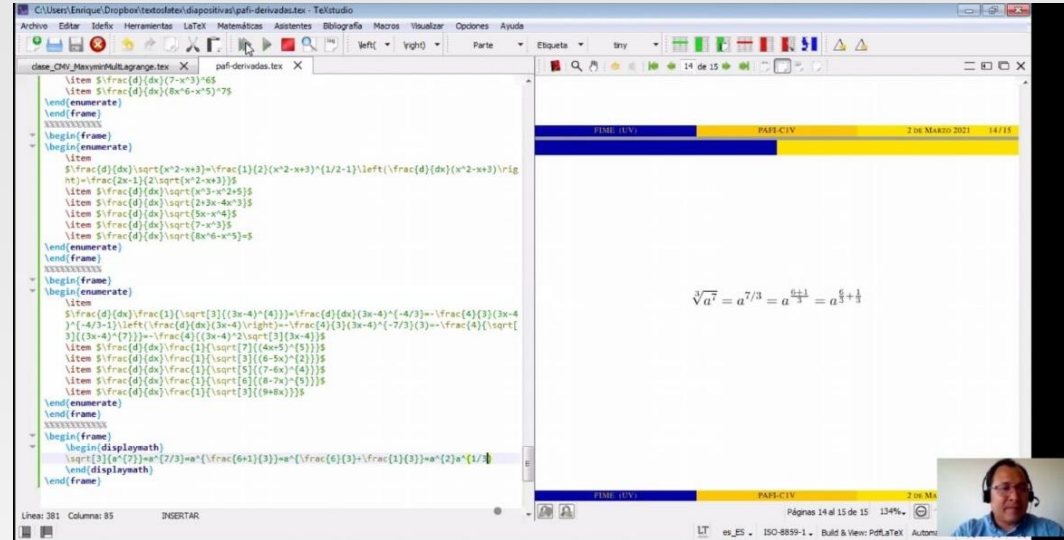 C:\Users\Enrique\Dropbox\textoslatex\diapositivas\pafi-derivadas.tex - TeXstudio
Archivo Editar Idefix Herramientas LaTeX Matemáticas Asistentes Bibliografía Macros Visualizar Opciones Ayuda
\left( \right) Parte Etiqueta tiny
clase_CMV_MaxyminMultLagrange.tex pafi-derivadas.tex
14 de 15
\item $\frac{d}{dx}(7-x^3)^6$
\item $\frac{d}{dx}(8x^6-x^5)^7$
\end{enumerate}
\end{frame}
%%%%%%%%%%%
\begin{frame}
\begin{enumerate}
\item
$\frac{d}{dx}\sqrt{x^2-x+3}=\frac{1}{2}(x^2-x+3)^{1/2-1}\left(\frac{d}{dx}(x^2-x+3)\rig
ht)=\frac{2x-1}{2\sqrt{x^2-x+3}}$
\item $\frac{d}{dx}\sqrt{x^3-x^2+5}$
\item $\frac{d}{dx}\sqrt{2+3x-4x^3}$
\item $\frac{d}{dx}\sqrt{5x-x^4}$
\item $\frac{d}{dx}\sqrt{7-x^3}$
\item $\frac{d}{dx}\sqrt{8x^6-x^5}=$
\end{enumerate}
\end{frame}
%%%%%%%%%%%
\begin{frame}
\begin{enumerate}
\item
$\frac{d}{dx}\frac{1}{\sqrt[3]{(3x-4)^{4}}}=\frac{d}{dx}(3x-4)^{-4/3}=-\frac{4}{3}(3x-4
)^{-4/3-1}\left(\frac{d}{dx}(3x-4)\right)=-\frac{4}{3}(3x-4)^{-7/3}(3)=-\frac{4}{\sqrt[
3]{(3x-4)^{7}}}=-\frac{4}{(3x-4)^2\sqrt[3]{3x-4}}$
\item $\frac{d}{dx}\frac{1}{\sqrt[7]{(4x+5)^{5}}}$
\item $\frac{d}{dx}\frac{1}{\sqrt[3]{(6-5x)^{2}}}$
\item $\frac{d}{dx}\frac{1}{\sqrt[5]{(7-6x)^{4}}}$
\item $\frac{d}{dx}\frac{1}{\sqrt[6]{(8-7x)^{5}}}$
\item $\frac{d}{dx}\frac{1}{\sqrt[3]{(9+8x)}}$
\end{enumerate}
\end{frame}
%%%%%%%%%%%%
\begin{frame}
\begin{displaymath}
\sqrt[3]{a^{7}}=a^{7/3}=a^{\frac{6+1}{3}}=a^{\frac{6}{3}+\frac{1}{3}}=a^{2}a^{1/3}
\end{displaymath}
\end{frame}
FIME (UV) PAFI-C1V 2 DE MARZO 2021 14/15
∛a⁷ = a^{7/3} = a^{\frac{6+1}{3}} = a^{\frac{6}{3}+\frac{1}{3}}
FIME (UV) PAFI-C1V 2 DE MA
Línea: 381 Columna: 85 INSERTAR
Páginas 14 al 15 de 15 134%
LT es_ES ISO-8859-1 Build & View: PdfLaTeX Automá